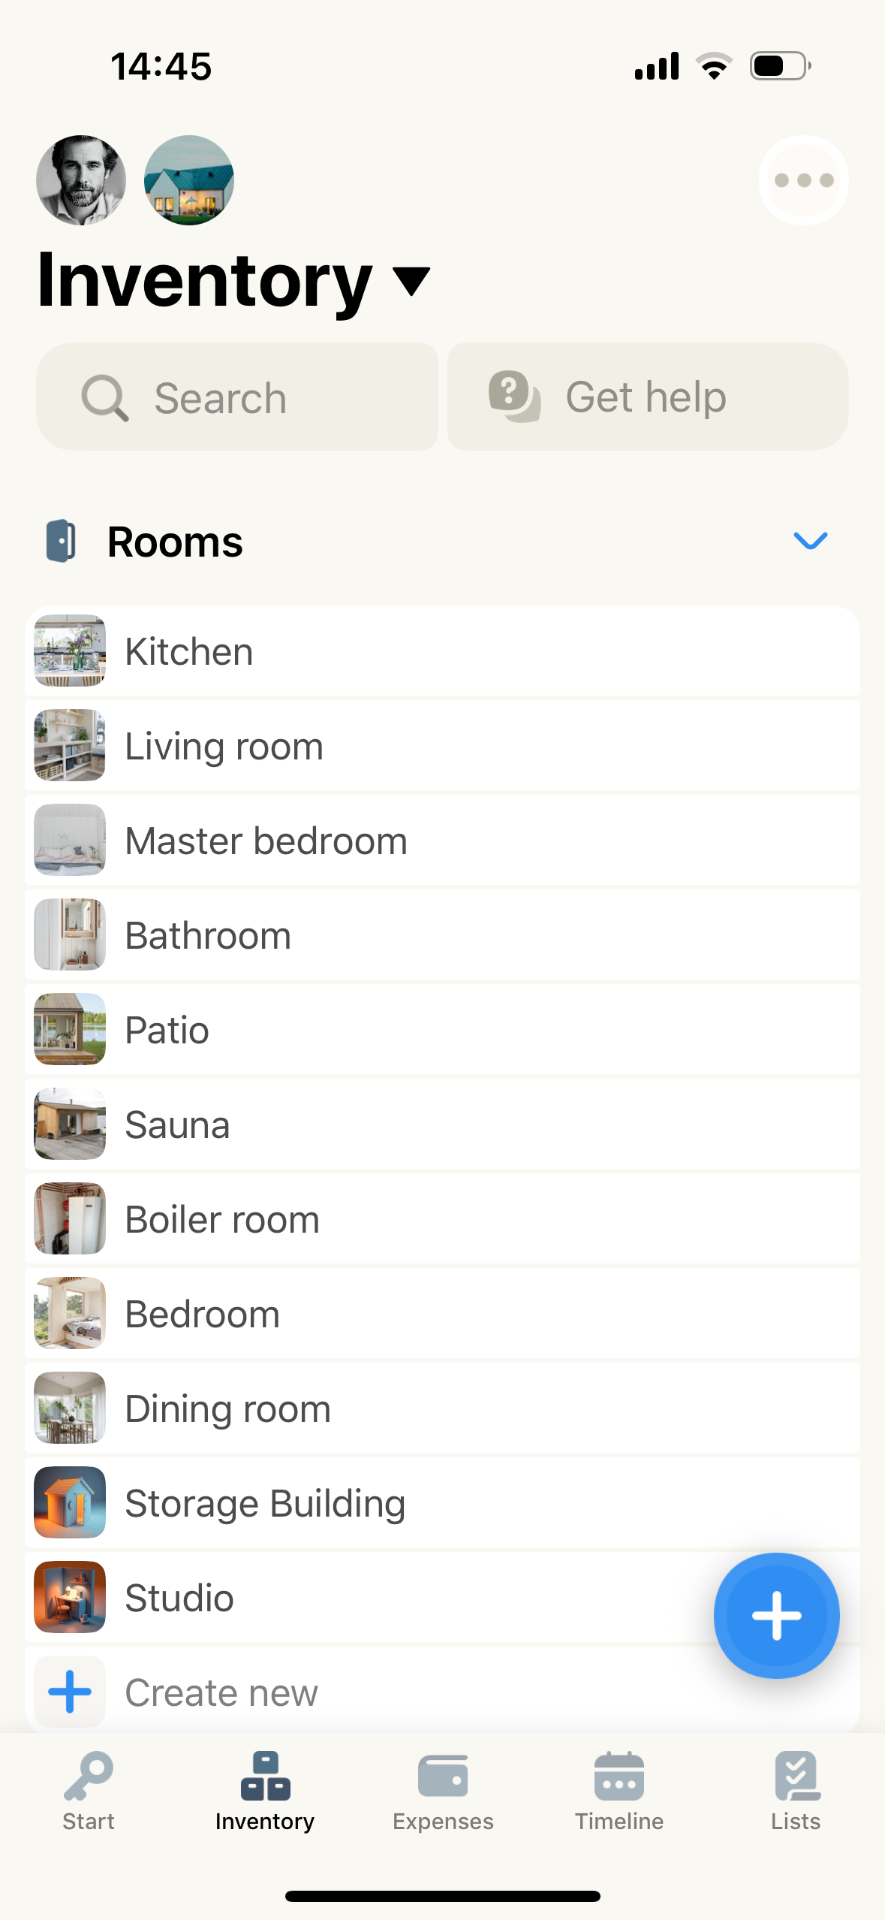 14:45
Inventory
Search
Get help
Rooms
Kitchen
Living room
Master bedroom
Bathroom
Patio
Sauna
Boiler room
Bedroom
Dining room
Storage Building
Studio
Create new
Start
Inventory
Expenses
Timeline
Lists